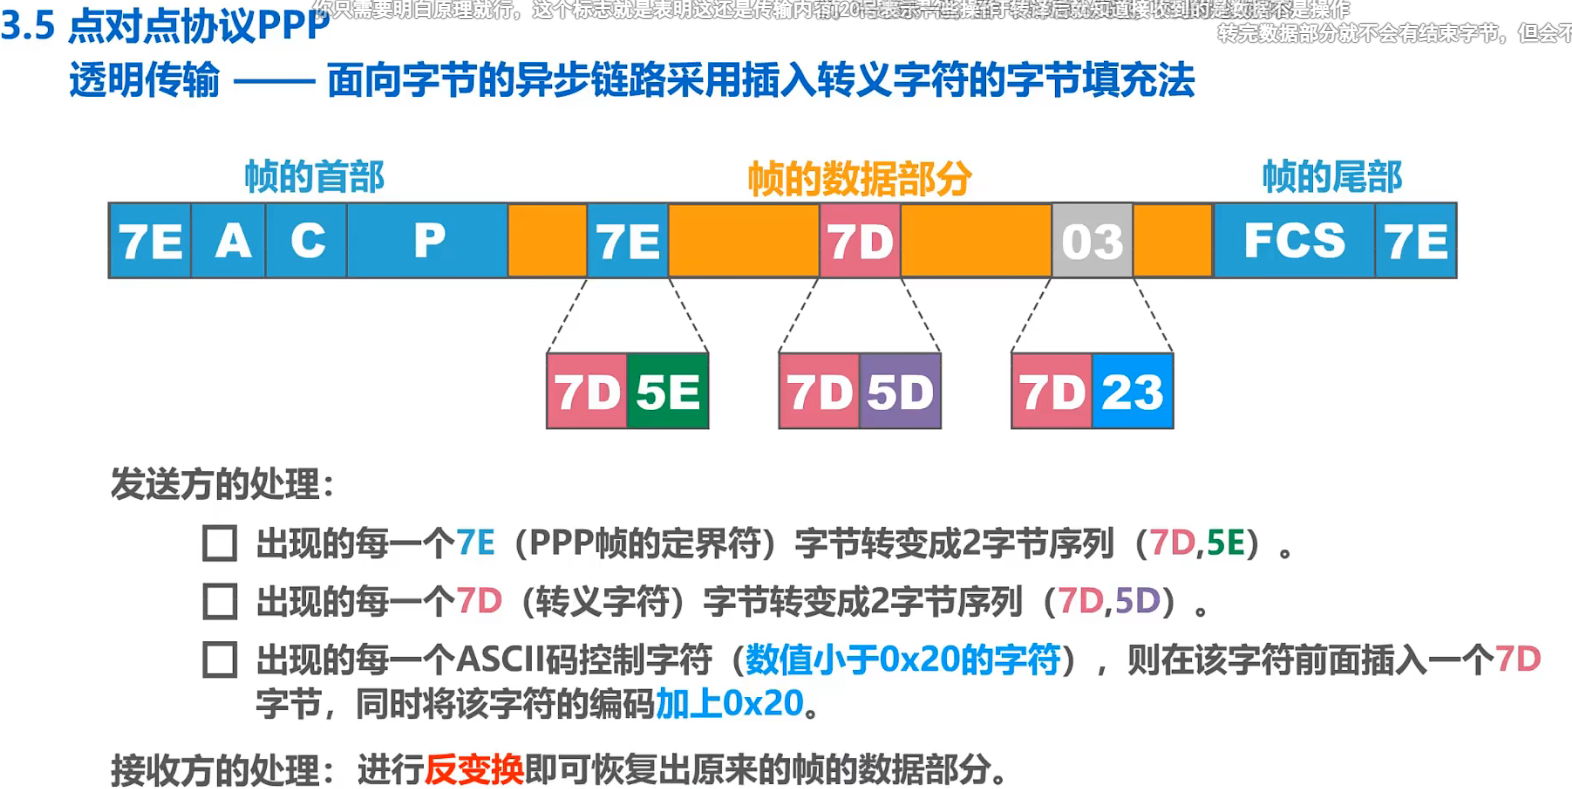 你只需要明白原理就行，这个标志就是表明这还是传输内容
转译后就知道接收到的是数据不是操作
3.5 点对点协议PPP
转完数据部分就不会有结束字节，但会不
透明传输 —— 面向字节的异步链路采用插入转义字符的字节填充法
帧的首部 帧的数据部分 帧的尾部
7E A C P 7E 7D 03 FCS 7E
7D 5E 7D 5D 7D 23
发送方的处理：
出现的每一个7E（PPP帧的定界符）字节转变成2字节序列（7D,5E）。
出现的每一个7D（转义字符）字节转变成2字节序列（7D,5D）。
出现的每一个ASCII码控制字符（数值小于0x20的字符），则在该字符前面插入一个7D
字节，同时将该字符的编码加上0x20。
接收方的处理：进行反变换即可恢复出原来的帧的数据部分。